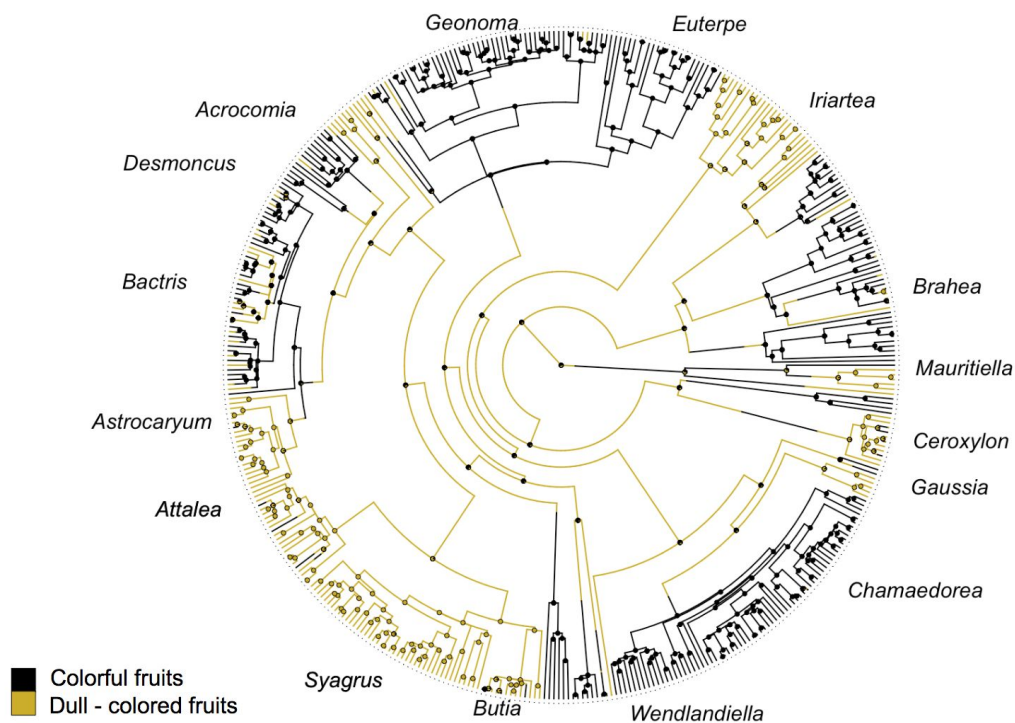 Geonoma
Euterpe
Acrocomia
Iriartea
Desmoncus
Bactris
Brahea
Mauritiella
Astrocaryum
Ceroxylon
Gaussia
Attalea
Chamaedorea
Syagrus
Butia
Wendlandiella
Colorful fruits
Dull - colored fruits